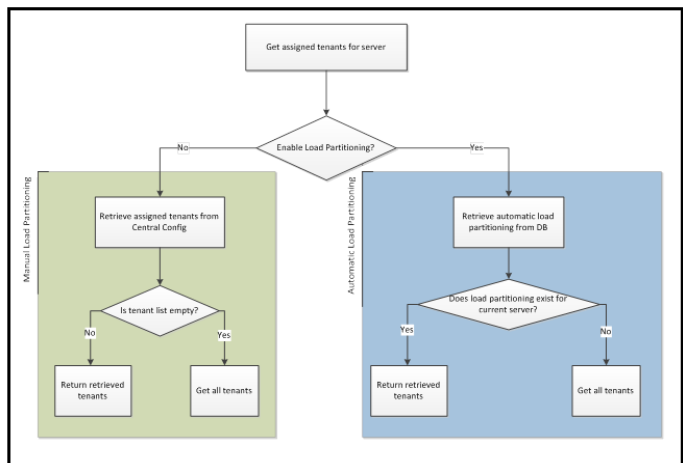 Get assigned tenants for server
Enable Load Partitioning?
No
Yes
Manual Load Partitioning
Retrieve assigned tenants from
Central Config
Is tenant list empty?
No
Yes
Return retrieved
tenants
Get all tenants
Automatic Load Partitioning
Retrieve automatic load
partitioning from DB
Does load partitioning exist for
current server?
Yes
No
Return retrieved
tenants
Get all tenants